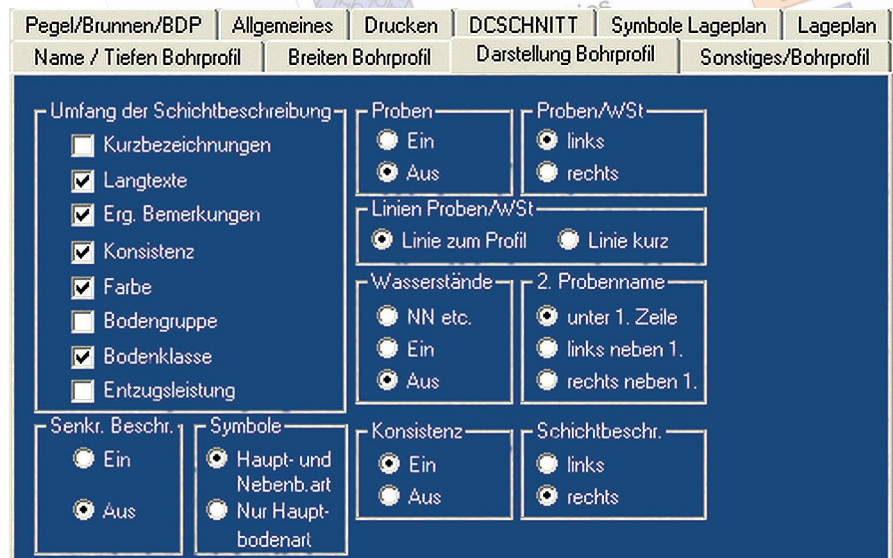 Pegel/Brunnen/BDP
Allgemeines
Drucken
DCSCHNITT
Symbole Lageplan
Lageplan
Name / Tiefen Bohrprofil
Breiten Bohrprofil
Darstellung Bohrprofil
Sonstiges/Bohrprofil
Umfang der Schichtbeschreibung
Kurzbezeichnungen
Langtexte
Erg. Bemerkungen
Konsistenz
Farbe
Bodengruppe
Bodenklasse
Entzugsleistung
Proben
Ein
Aus
Proben/WSt
links
rechts
Linien Proben/WSt
Linie zum Profil
Linie kurz
Wasserstände
NN etc.
Ein
Aus
2. Probenname
unter 1. Zeile
links neben 1.
rechts neben 1.
Senkr. Beschr.
Ein
Aus
Symbole
Haupt- und
Nebenb.art
Nur Haupt-
bodenart
Konsistenz
Ein
Aus
Schichtbeschr.
links
rechts